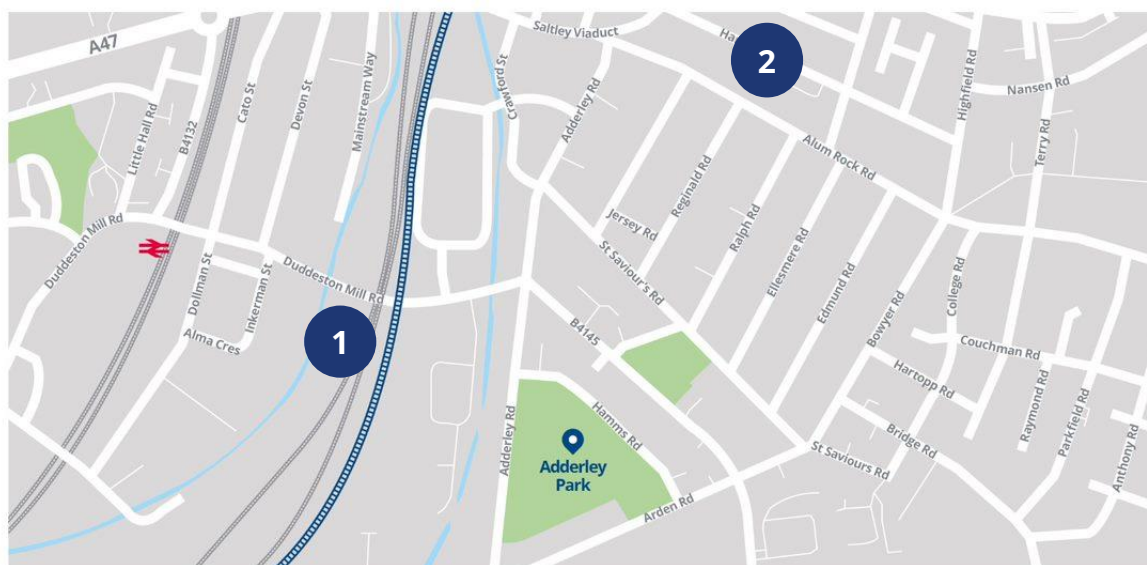 A47
Saltley Viaduct
2
Little Hall Rd
B4132
Cato St
Devon St
Mainstream Way
Crawford St
Adderley Rd
Highfield Rd
Nansen Rd
Terry Rd
Alum Rock Rd
Reginald Rd
Jersey Rd
Ralph Rd
St Saviour's Rd
Ellesmere Rd
Edmund Rd
Bowyer Rd
College Rd
Duddeston Mill Rd
Dollman St
Inkerman St
Duddeston Mill Rd
Alma Cres
1
B4145
Couchman Rd
Hartopp Rd
Raymond Rd
Parkfield Rd
Anthony Rd
Adderley Rd
Hamms Rd
Adderley
Park
Arden Rd
St Saviours Rd
Bridge Rd